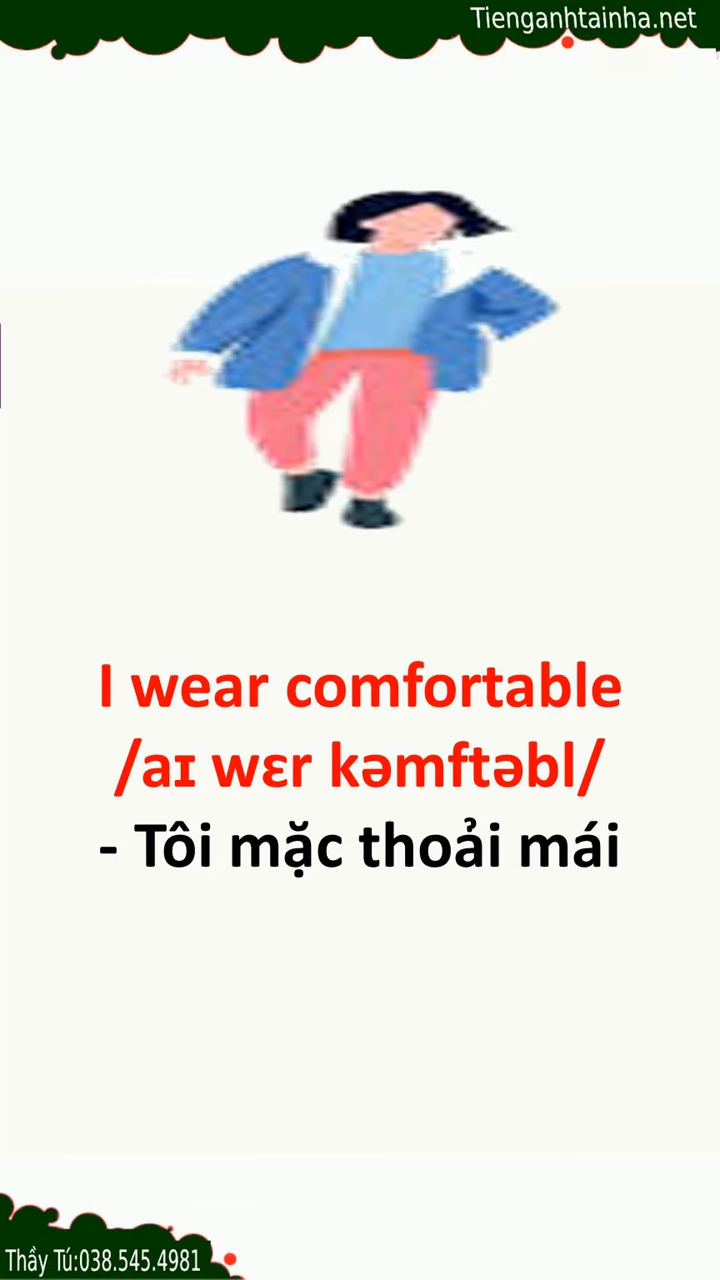 Tienganhtainha.net
I wear comfortable
/aɪ wɛr kəmftəbl/
- Tôi mặc thoải mái
Thầy Tú:038.545.4981